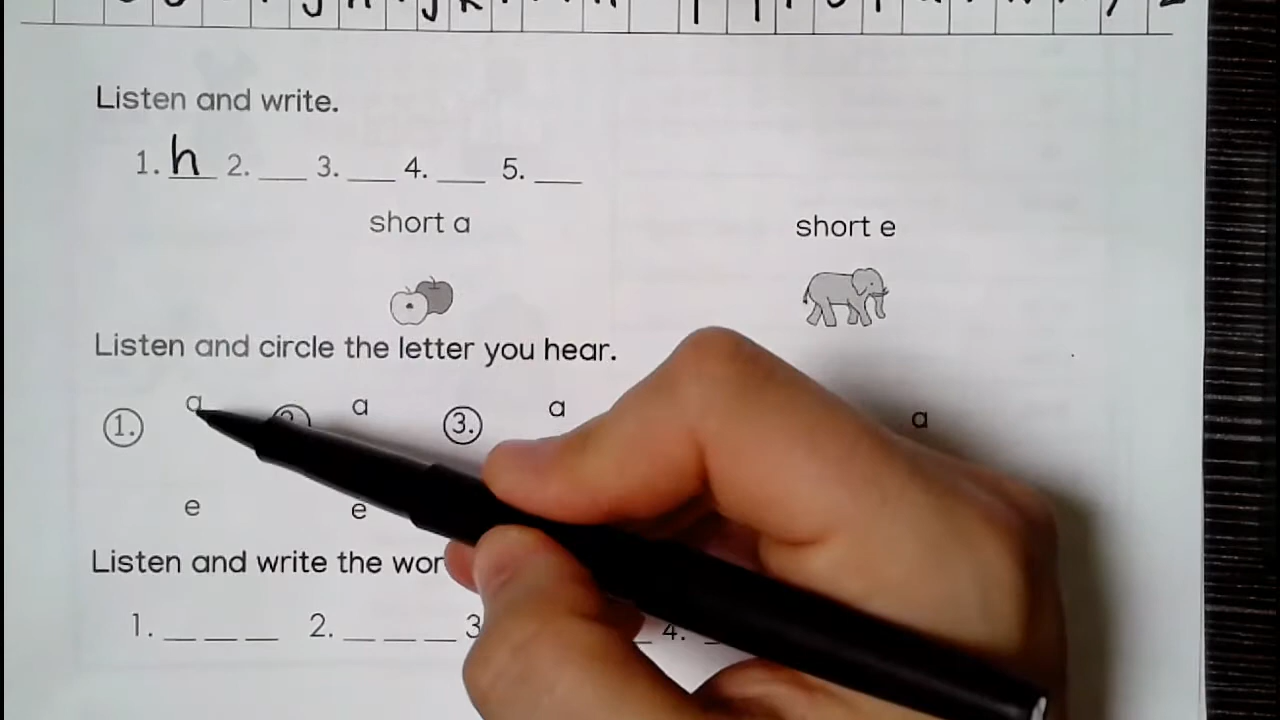 Listen and write.
1. h 2. ___ 3. ___ 4. ___ 5. ___
short a short e
Listen and circle the letter you hear.
a a a a
1. 3.
e e
Listen and write the
1. ___ ___ ___ 2. ___ ___ ___ 3 4.